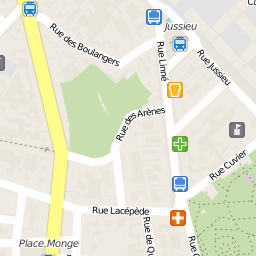 Jussieu
Rue des Boulangers
Rue Linné
Rue Jussieu
Rue des Arènes
Rue Cuvier
Rue Lacépède
Rue de Qu
Place Monge